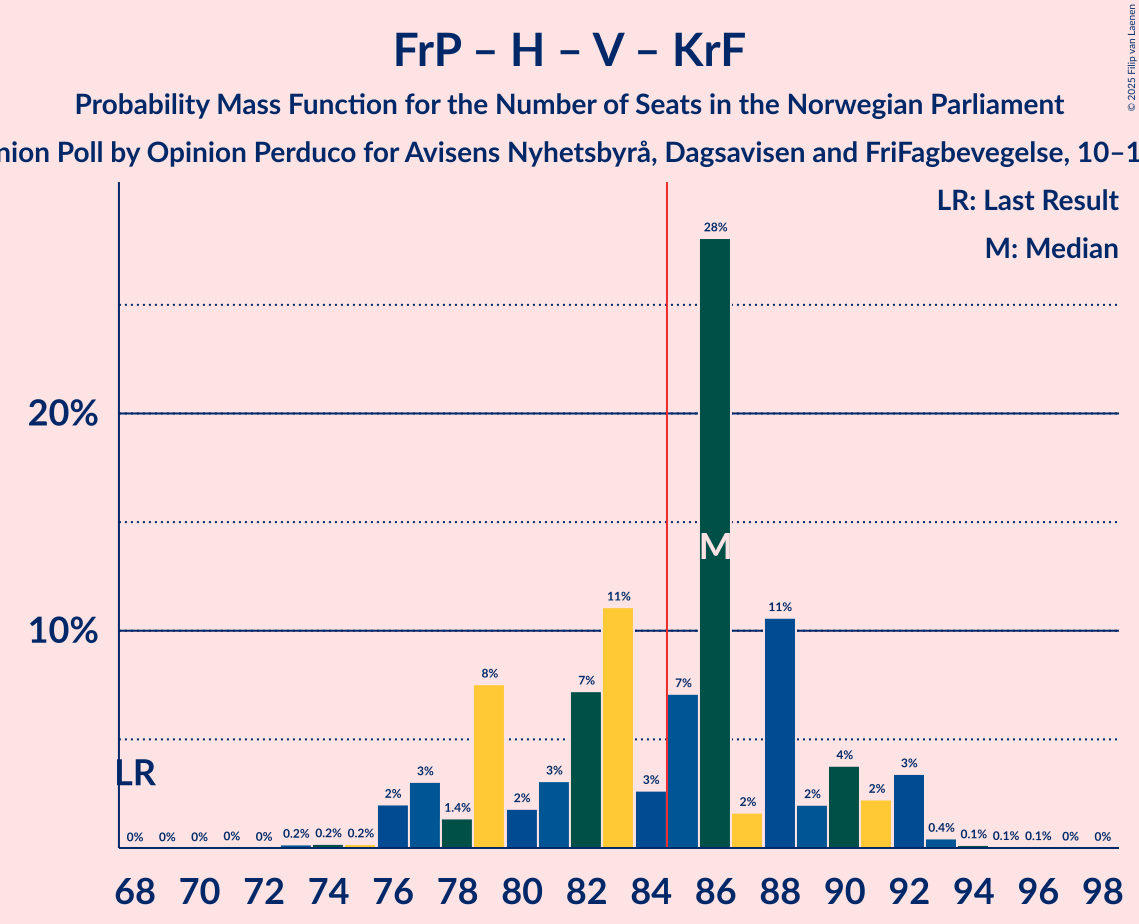 FrP – H – V – KrF
Probability Mass Function for the Number of Seats in the Norwegian Parliament
nion Poll by Opinion Perduco for Avisens Nyhetsbyrå, Dagsavisen and FriFagbevegelse, 10–1
© 2025 Filip van Laenen
LR: Last Result
M: Median
20%
10%
LR
M
0% 0% 0% 0% 0% 0.2% 0.2% 0.2% 2% 3% 1.4% 8% 2% 3% 7% 11% 3% 7% 28% 2% 11% 2% 4% 2% 3% 0.4% 0.1% 0.1% 0.1% 0% 0%
68 70 72 74 76 78 80 82 84 86 88 90 92 94 96 98